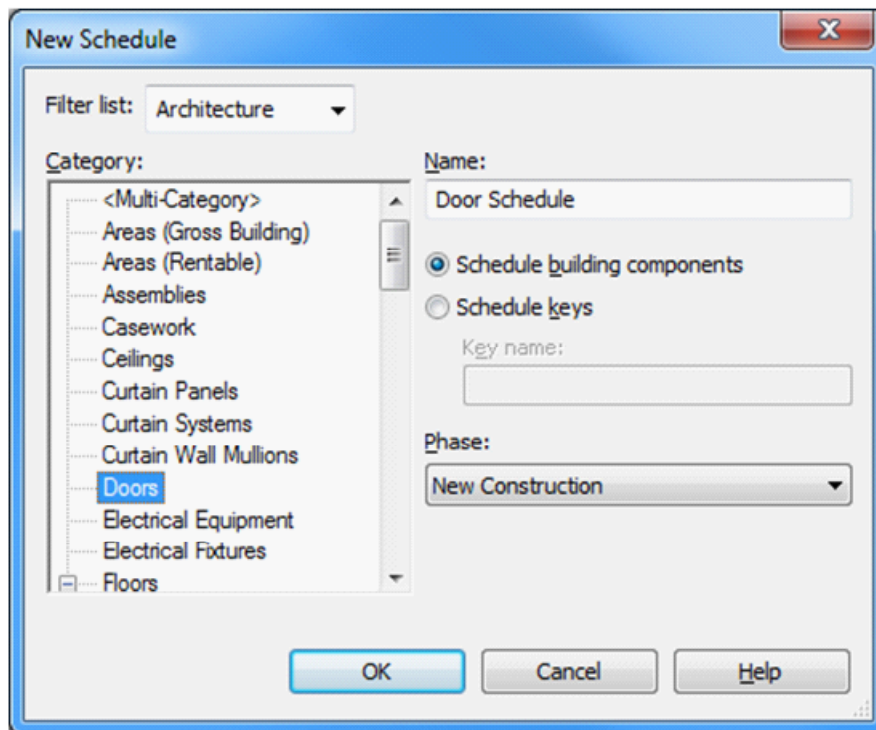 New Schedule
Filter list: Architecture
Category:
<Multi-Category>
Areas (Gross Building)
Areas (Rentable)
Assemblies
Casework
Ceilings
Curtain Panels
Curtain Systems
Curtain Wall Mullions
Doors
Electrical Equipment
Electrical Fixtures
Floors
Name:
Door Schedule
Schedule building components
Schedule keys
Key name:
Phase:
New Construction
OK Cancel Help